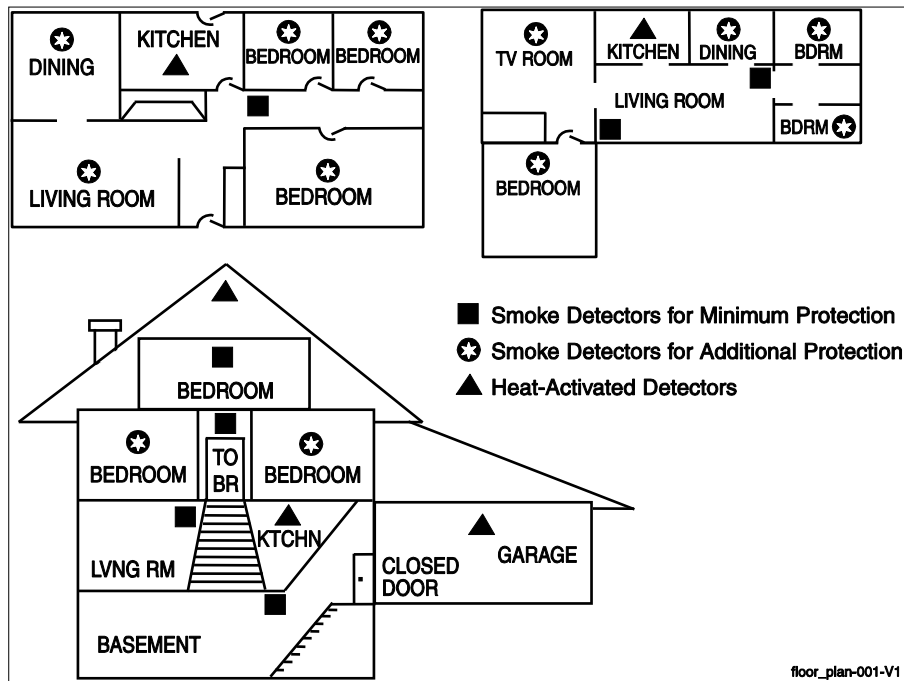 DINING
KITCHEN
BEDROOM
BEDROOM
LIVING ROOM
BEDROOM
TV ROOM
KITCHEN
DINING
BDRM
LIVING ROOM
BDRM
BEDROOM
Smoke Detectors for Minimum Protection
Smoke Detectors for Additional Protection
Heat-Activated Detectors
BEDROOM
BEDROOM
TO
BR
BEDROOM
LVNG RM
KTCHN
CLOSED
DOOR
GARAGE
BASEMENT
floor_plan-001-V1